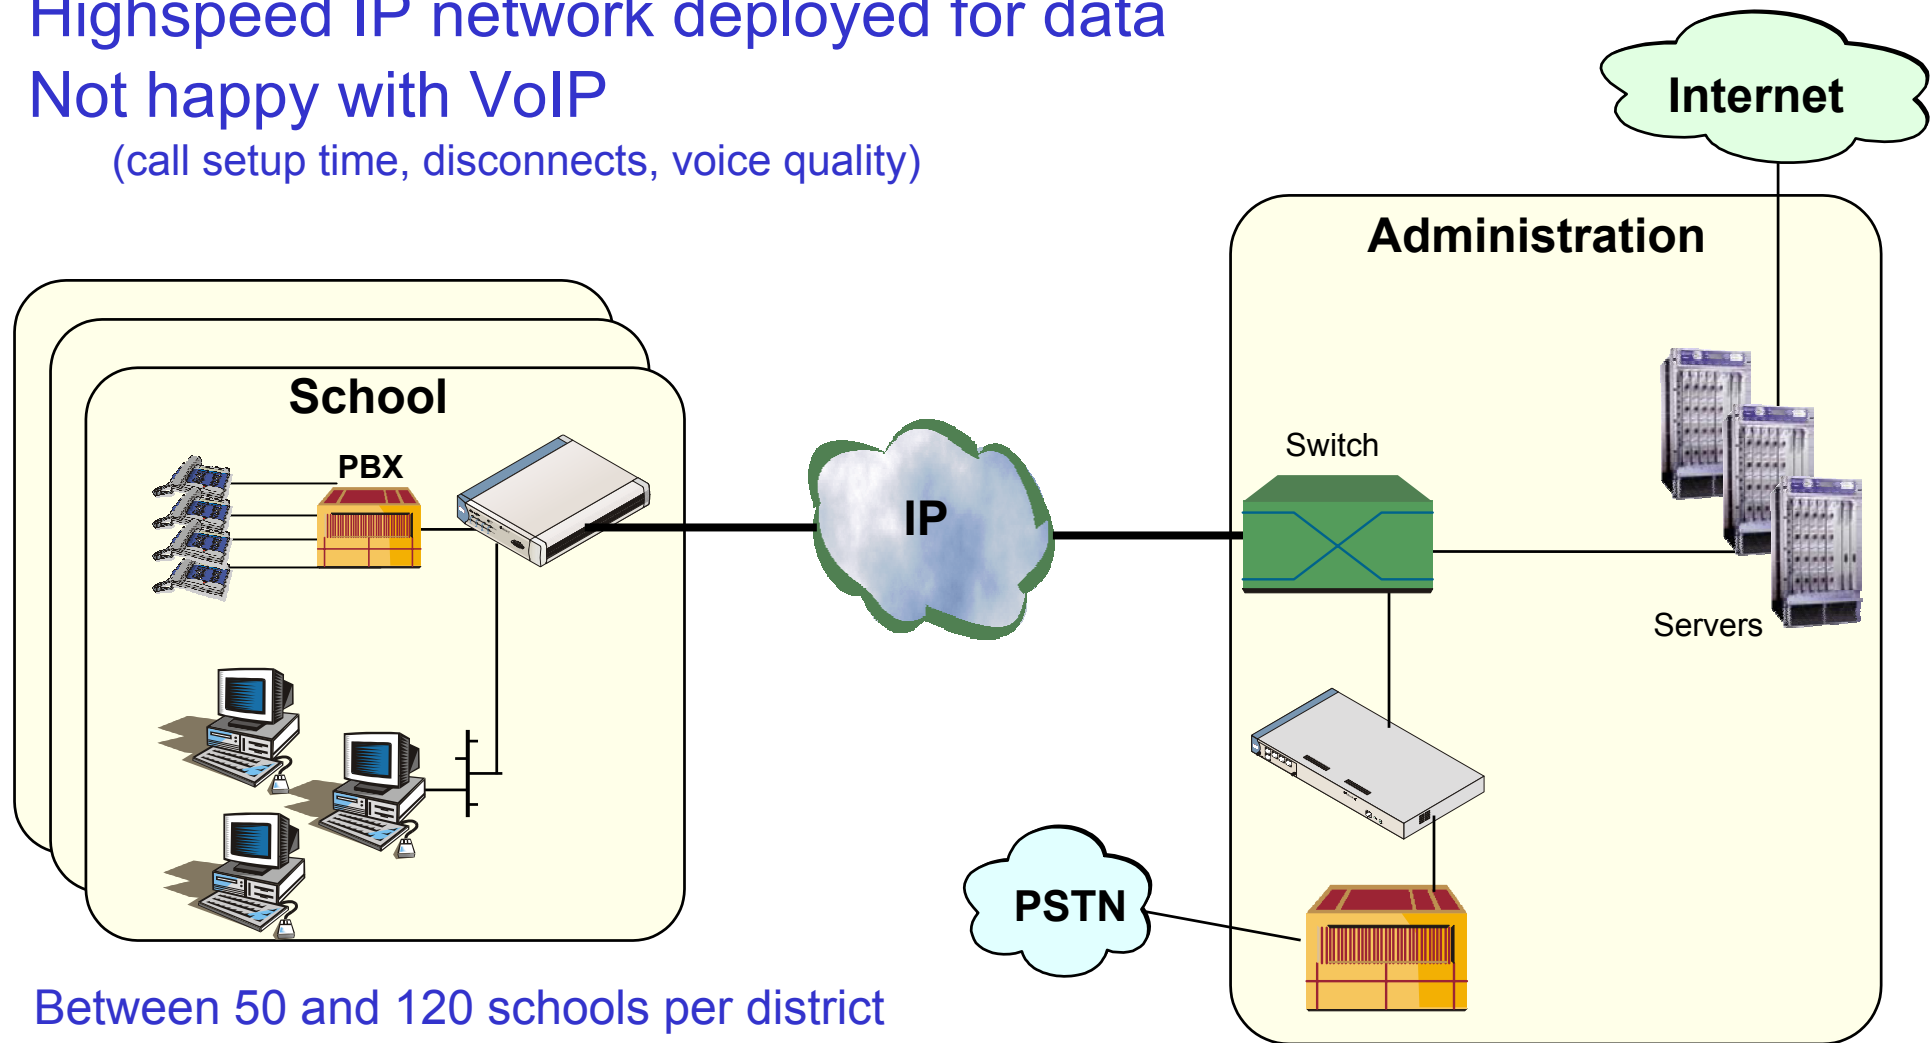 Highspeed IP network deployed for data
Not happy with VoIP
(call setup time, disconnects, voice quality)
Internet
Administration
School
PBX
Switch
IP
Servers
PSTN
Between 50 and 120 schools per district